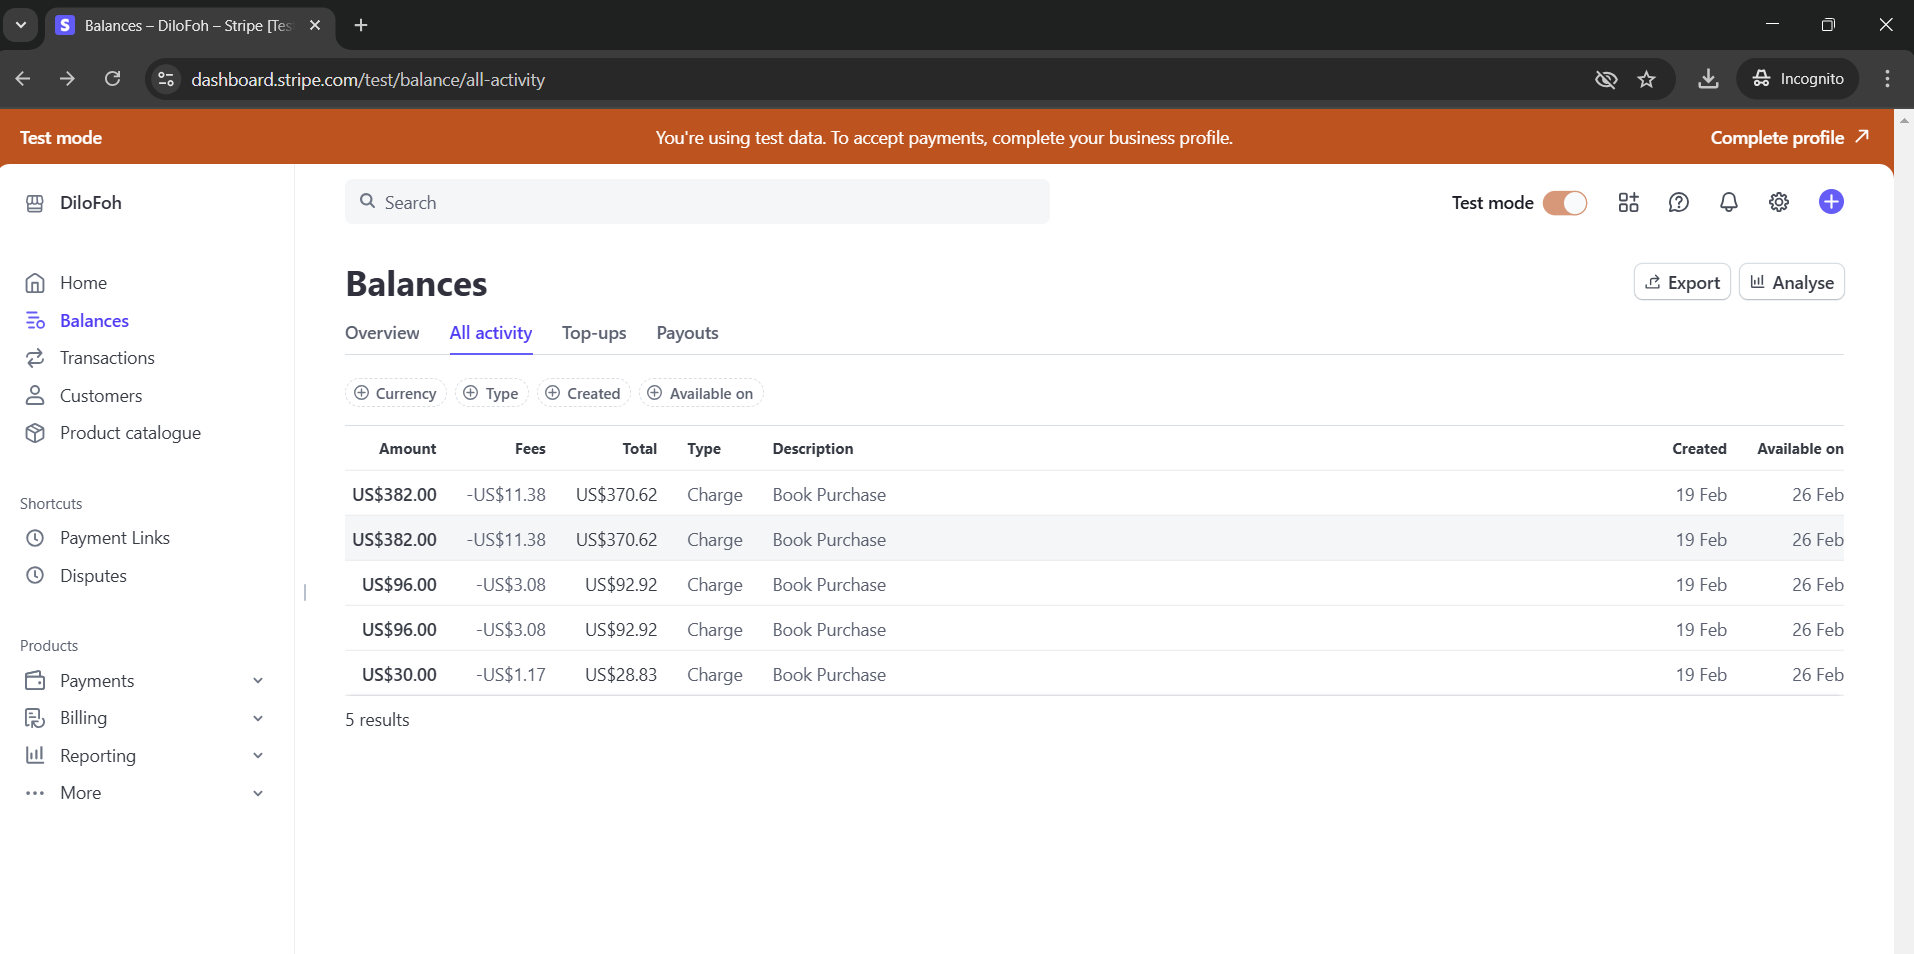 Balances – DiloFoh – Stripe [Tes
dashboard.stripe.com/test/balance/all-activity
Incognito
Test mode
You're using test data. To accept payments, complete your business profile.
Complete profile
DiloFoh
Search
Test mode
Home
Balances
Transactions
Customers
Product catalogue
Shortcuts
Payment Links
Disputes
Products
Payments
Billing
Reporting
More
Balances
Export
Analyse
Overview All activity Top-ups Payouts
Currency Type Created Available on
Amount Fees Total Type Description Created Available on
US$382.00 -US$11.38 US$370.62 Charge Book Purchase 19 Feb 26 Feb
US$382.00 -US$11.38 US$370.62 Charge Book Purchase 19 Feb 26 Feb
US$96.00 -US$3.08 US$92.92 Charge Book Purchase 19 Feb 26 Feb
US$96.00 -US$3.08 US$92.92 Charge Book Purchase 19 Feb 26 Feb
US$30.00 -US$1.17 US$28.83 Charge Book Purchase 19 Feb 26 Feb
5 results